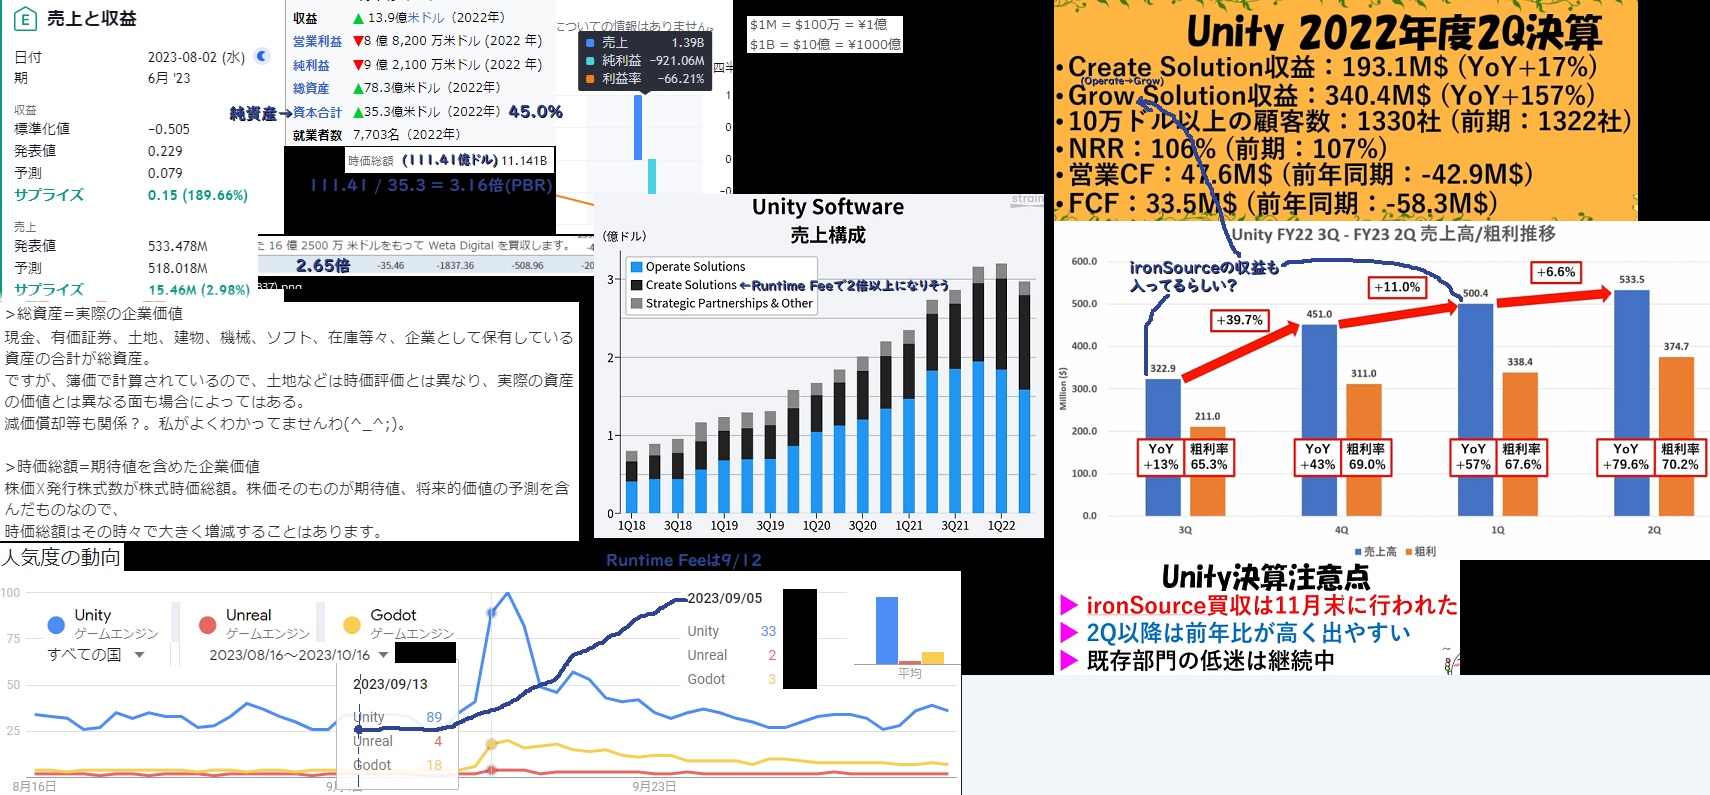 売上と収益
日付 2023-08-02 (水)
期 6月 '23
収益
標準化値 -0.505
発表値 0.229
予測 0.079
サプライズ 0.15 (189.66%)
売上
発表値 533.478M
予測 518.018M
サプライズ 15.46M (2.98%)
収益 ▲ 13.9億米ドル (2022年)
営業利益 ▼8 億 8,200 万米ドル (2022 年)
純利益 ▼9 億 2,100 万米ドル (2022 年)
総資産 ▲78.3億米ドル (2022年)
純資産→資本合計 ▲35.3億米ドル (2022年) 45.0%
就業者数 7,703名 (2022年)
時価総額 (111.41億ドル) 11.141B
111.41 / 35.3 = 3.16倍(PBR)
た 16 億 2500 万 米ドルをもって Weta Digital を買収します。
2.65倍 -35.46 -1837.36 -508.96 -20
837).png
についての情報はありません。
売上 1.39B
純利益 -921.06M
利益率 -66.21%
四半
1
0
0
$1M = $100万 = ¥1億
$1B = $10億 = ¥1000億
>総資産=実際の企業価値
現金、有価証券、土地、建物、機械、ソフト、在庫等々、企業として保有している
資産の合計が総資産。
ですが、簿価で計算されているので、土地などは時価評価とは異なり、実際の資産
の価値とは異なる面も場合によってはある。
減価償却等も関係？。私がよくわかってませんわ(^_^;)。
>時価総額=期待値を含めた企業価値
株価X発行株式数が株式時価総額。株価そのものが期待値、将来的価値の予測を含
んだものなので、
時価総額はその時々で大きく増減することはあります。
Unity Software
売上構成
strain
(億ドル)
Operate Solutions
Create Solutions ←Runtime Feeで2倍以上になりそう
Strategic Partnerships & Other
3
2
1
0
1Q18 3Q18 1Q19 3Q19 1Q20 3Q20 1Q21 3Q21 1Q22
Unity 2022年度2Q決算
•Create Solution収益：193.1M$ (YoY+17%)
(Operate→Grow)
•Grow Solution収益：340.4M$ (YoY+157%)
•10万ドル以上の顧客数：1330社 (前期：1322社)
•NRR：106% (前期：107%)
•営業CF：47.6M$ (前年同期：-42.9M$)
•FCF：33.5M$ (前年同期：-58.3M$)
Unity FY22 3Q - FY23 2Q 売上高/粗利推移
ironSourceの収益も
入ってるらしい？
Million ($)
600.0
500.0
400.0
300.0
200.0
100.0
0.0
+39.7% +11.0% +6.6%
322.9 451.0 500.4 533.5
211.0 311.0 338.4 374.7
YoY +13% 粗利率 65.3%
YoY +43% 粗利率 69.0%
YoY +57% 粗利率 67.6%
YoY +79.6% 粗利率 70.2%
3Q 4Q 1Q 2Q
売上高 粗利
Unity決算注意点
▶ ironSource買収は11月末に行われた
▶ 2Q以降は前年比が高く出やすい
▶ 既存部門の低迷は継続中
人気度の動向
Runtime Feeは9/12
100
75
50
25
Unity ゲームエンジン
Unreal ゲームエンジン
Godot ゲームエンジン
すべての国 ▼ 2023/08/16～2023/10/16 ▼
2023/09/13
Unity 89
Unreal 4
Godot 18
2023/09/05
Unity 33
Unreal 2
Godot 3
平均
8月16日 9月 9月23日